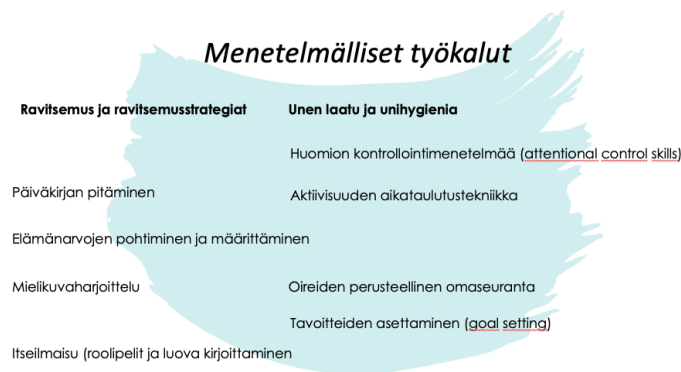 Menetelmälliset työkalut
Ravitsemus ja ravitsemusstrategiat
Unen laatu ja unihygienia
Huomion kontrollointimenetelmää (attentional control skills)
Päiväkirjan pitäminen
Aktiivisuuden aikataulutustekniikka
Elämänarvojen pohtiminen ja määrittäminen
Mielikuvaharjoittelu
Oireiden perusteellinen omaseuranta
Tavoitteiden asettaminen (goal setting)
Itseilmaisu (roolipelit ja luova kirjoittaminen